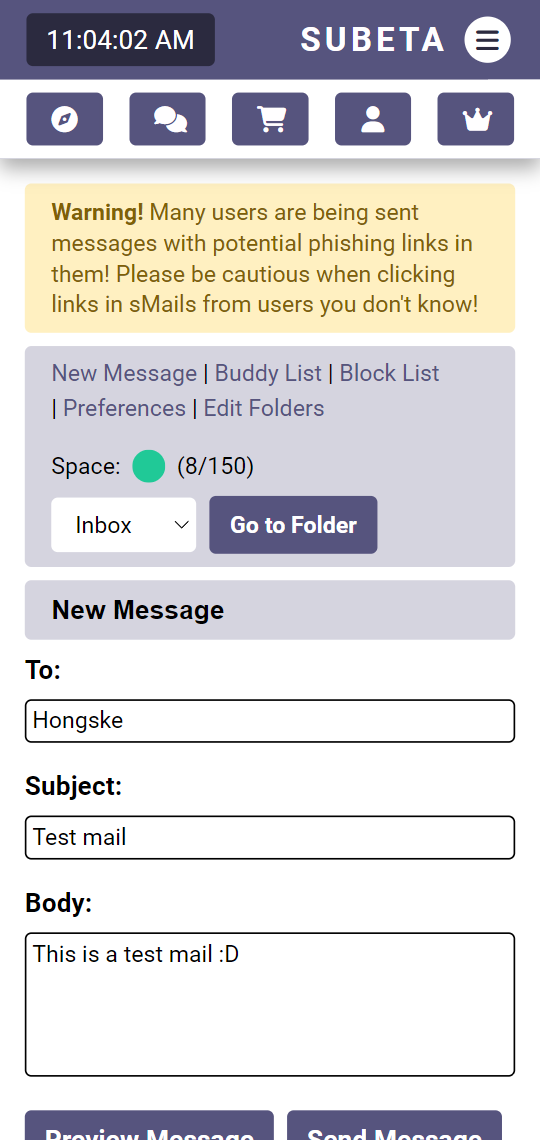 11:04:02 AM SUBETA
Warning! Many users are being sent
messages with potential phishing links in
them! Please be cautious when clicking
links in sMails from users you don't know!
New Message | Buddy List | Block List
| Preferences | Edit Folders
Space: (8/150)
Inbox Go to Folder
New Message
To:
Hongske
Subject:
Test mail
Body:
This is a test mail :D
Preview Message Send Message